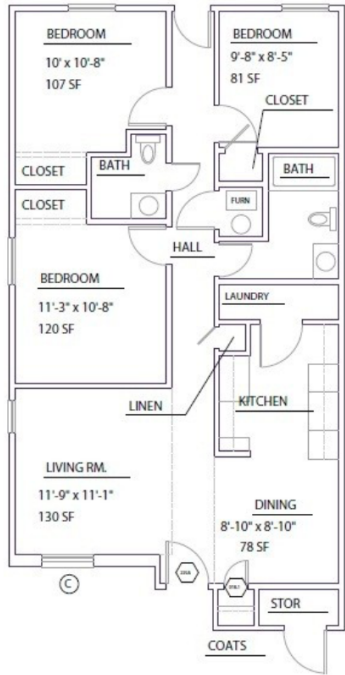 BEDROOM
10' x 10'-8"
107 SF
BEDROOM
9'-8" x 8'-5"
81 SF
CLOSET
CLOSET
BATH
BATH
CLOSET
FURN
HALL
BEDROOM
11'-3" x 10'-8"
120 SF
LAUNDRY
LINEN
KITCHEN
LIVING RM.
11'-9" x 11'-1"
130 SF
DINING
8'-10" x 8'-10"
78 SF
C
STOR
COATS